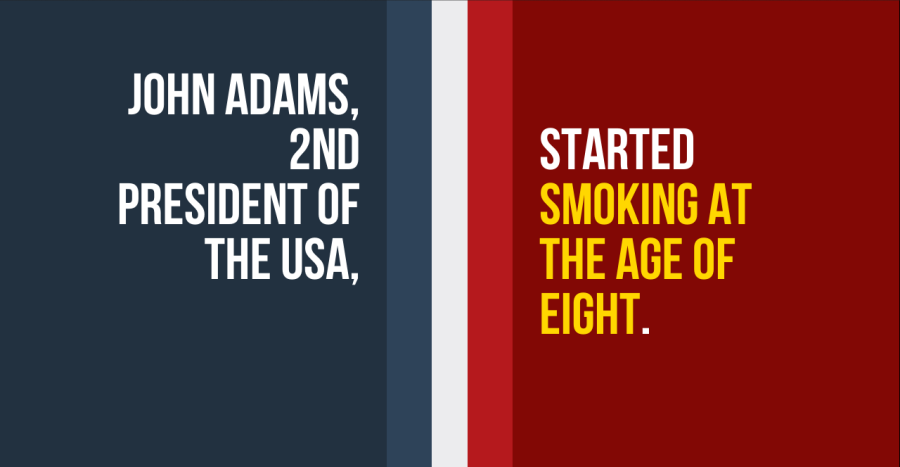 JOHN ADAMS,
2ND
PRESIDENT OF
THE USA,
STARTED
SMOKING AT
THE AGE OF
EIGHT.